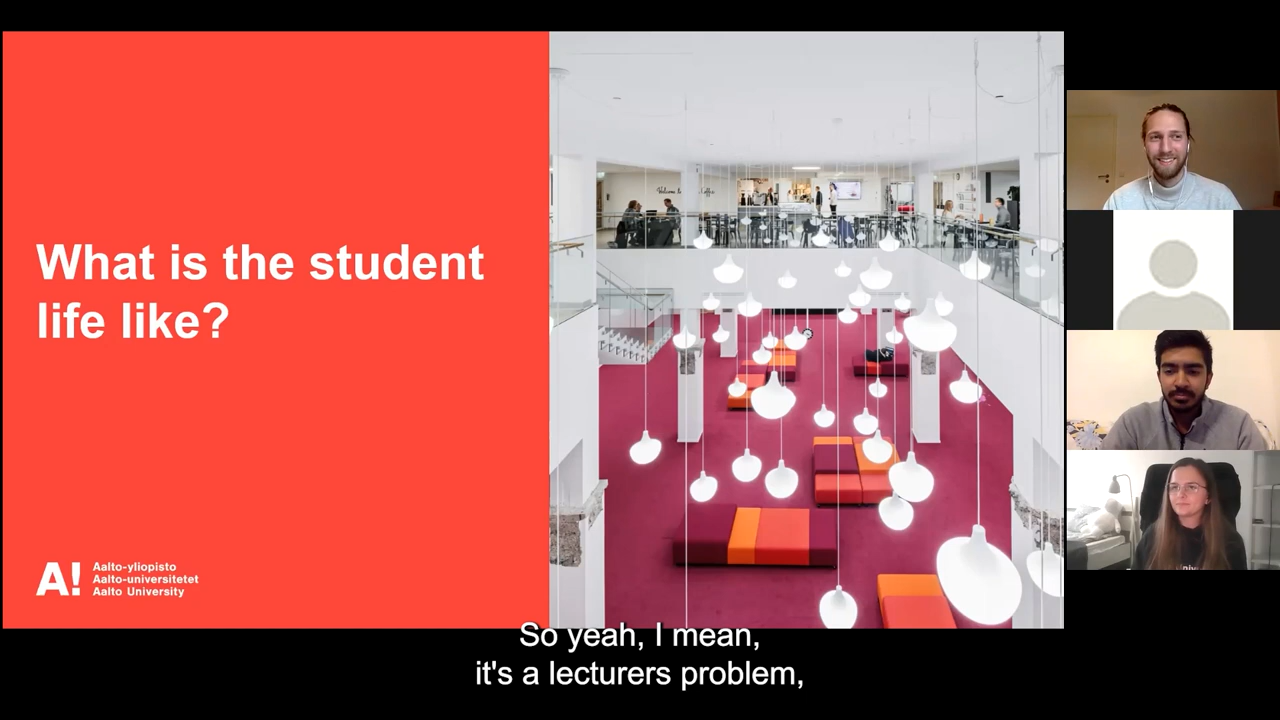 What is the student
life like?
A!
Aalto-yliopisto
Aalto-universitetet
Aalto University
So yeah, I mean,
it's a lecturers problem,